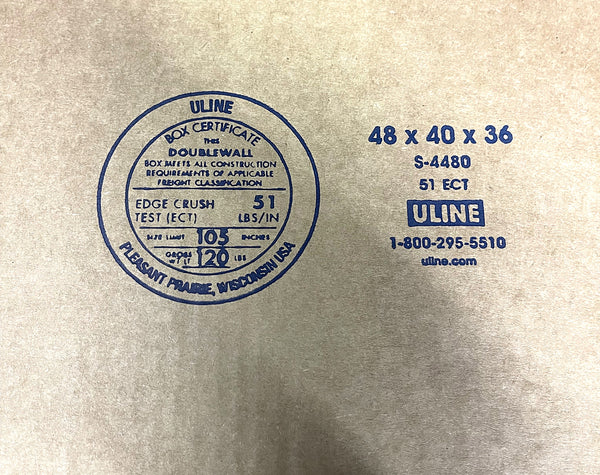 ULINE
BOX CERTIFICATE
THIS
DOUBLEWALL
BOX MEETS ALL CONSTRUCTION
REQUIREMENTS OF APPLICABLE
FREIGHT CLASSIFICATION
EDGE CRUSH 51
TEST (ECT) LBS/IN
SIZE LIMIT 105 INCHES
GROSS
WT LT 120 LBS
PLEASANT PRAIRIE, WISCONSIN USA
48 x 40 x 36
S-4480
51 ECT
ULINE
1-800-295-5510
uline.com